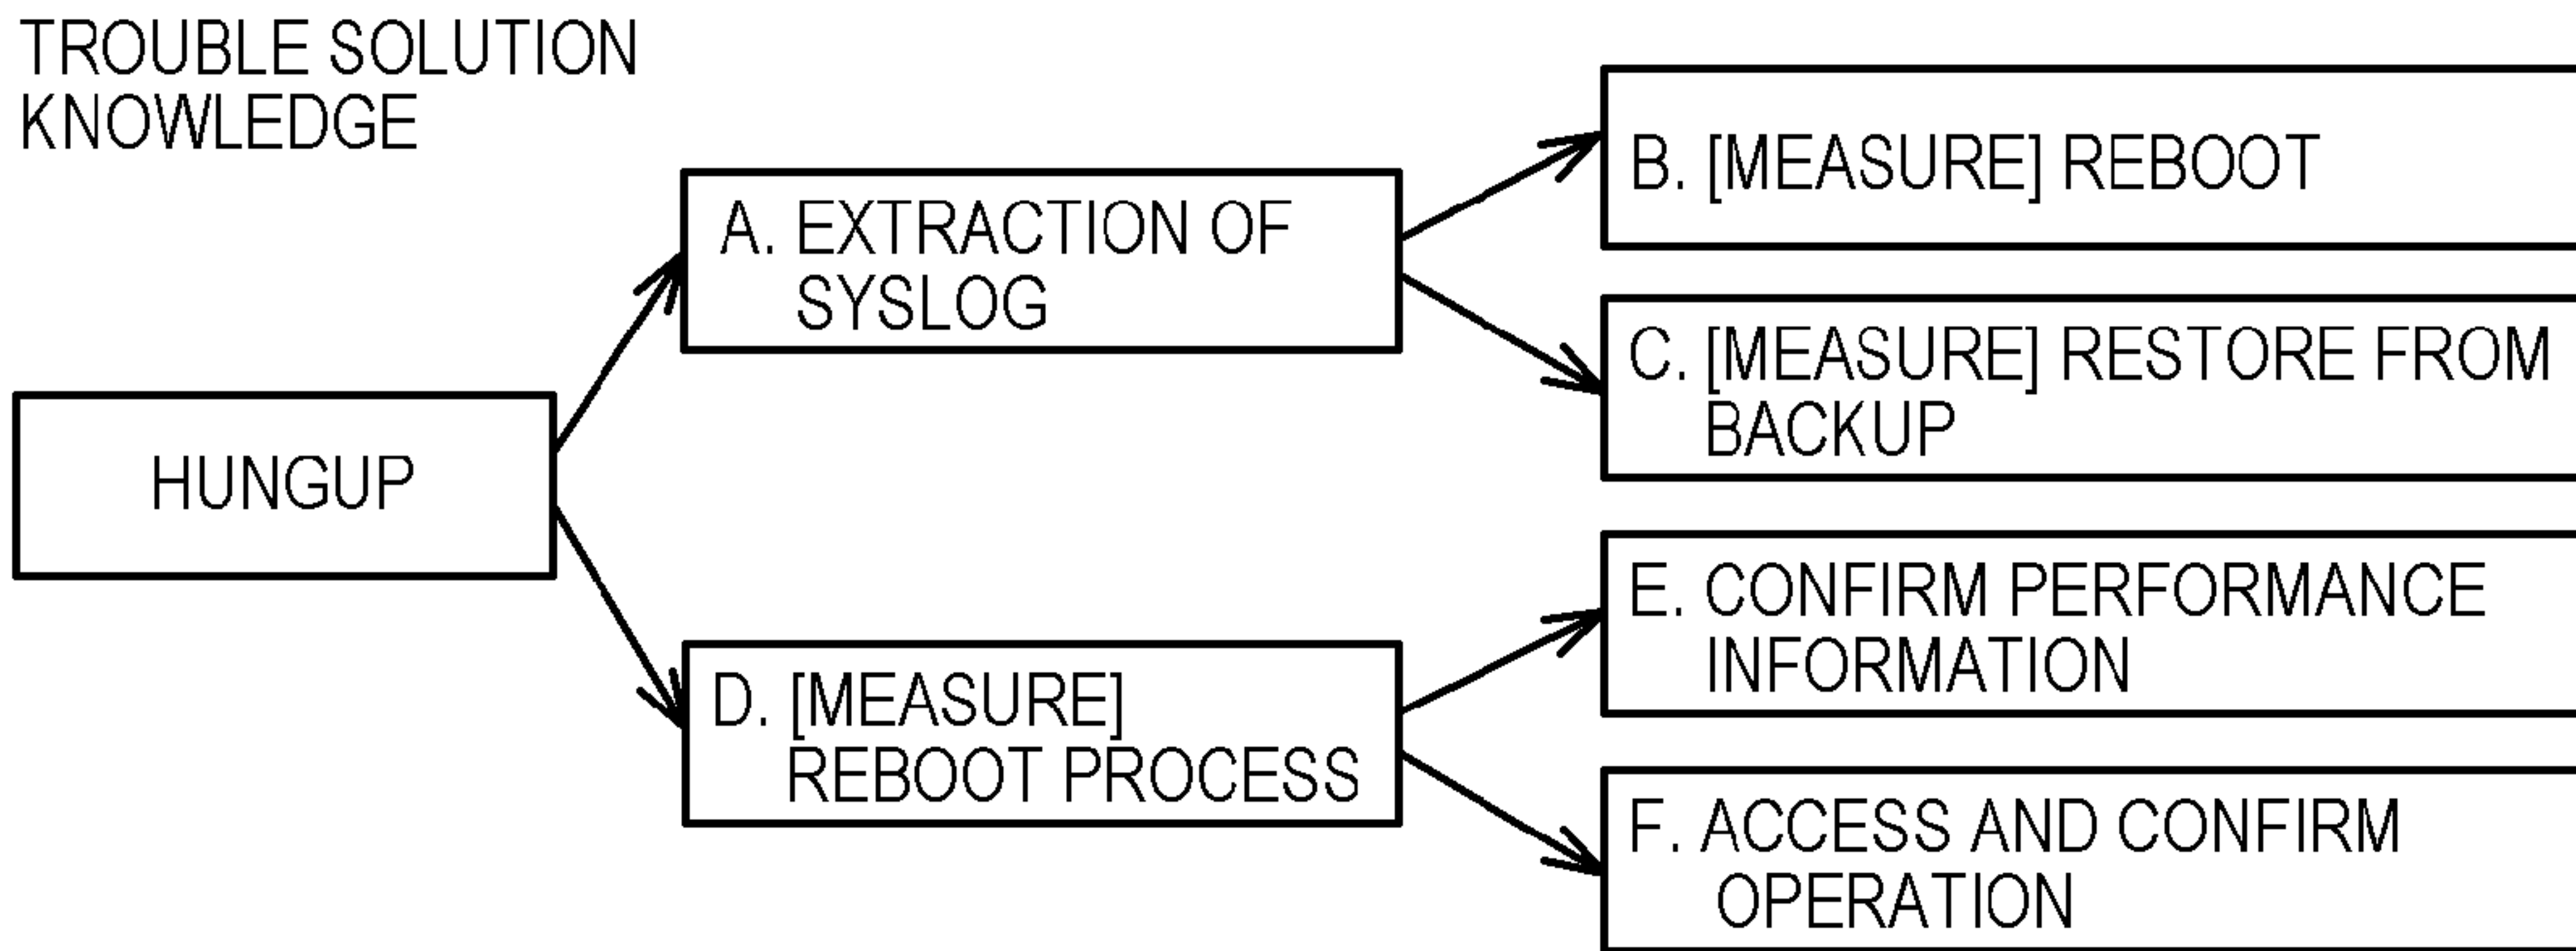 TROUBLE SOLUTION
KNOWLEDGE
HUNGUP
A. EXTRACTION OF
SYSLOG
D. [MEASURE]
REBOOT PROCESS
B. [MEASURE] REBOOT
C. [MEASURE] RESTORE FROM
BACKUP
E. CONFIRM PERFORMANCE
INFORMATION
F. ACCESS AND CONFIRM
OPERATION